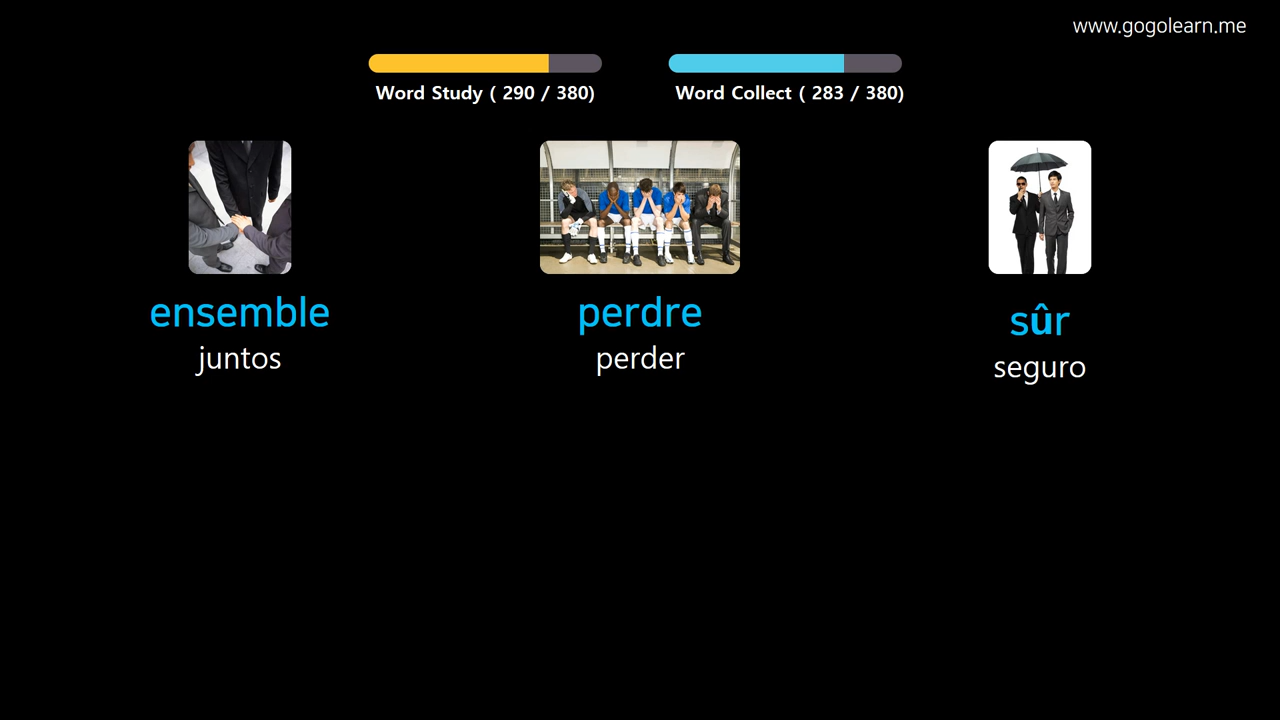 www.gogolearn.me
Word Study ( 290 / 380)
Word Collect ( 283 / 380)
ensemble
juntos
perdre
perder
sûr
seguro